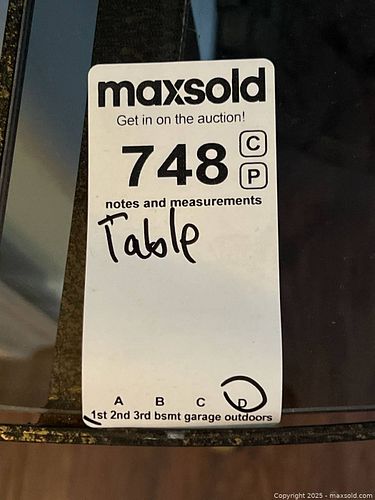 maxsold
Get in on the auction!
748 C
P
notes and measurements
Table
A B C D
1st 2nd 3rd bsmt garage outdoors
Copyright 2025 - maxsold.com